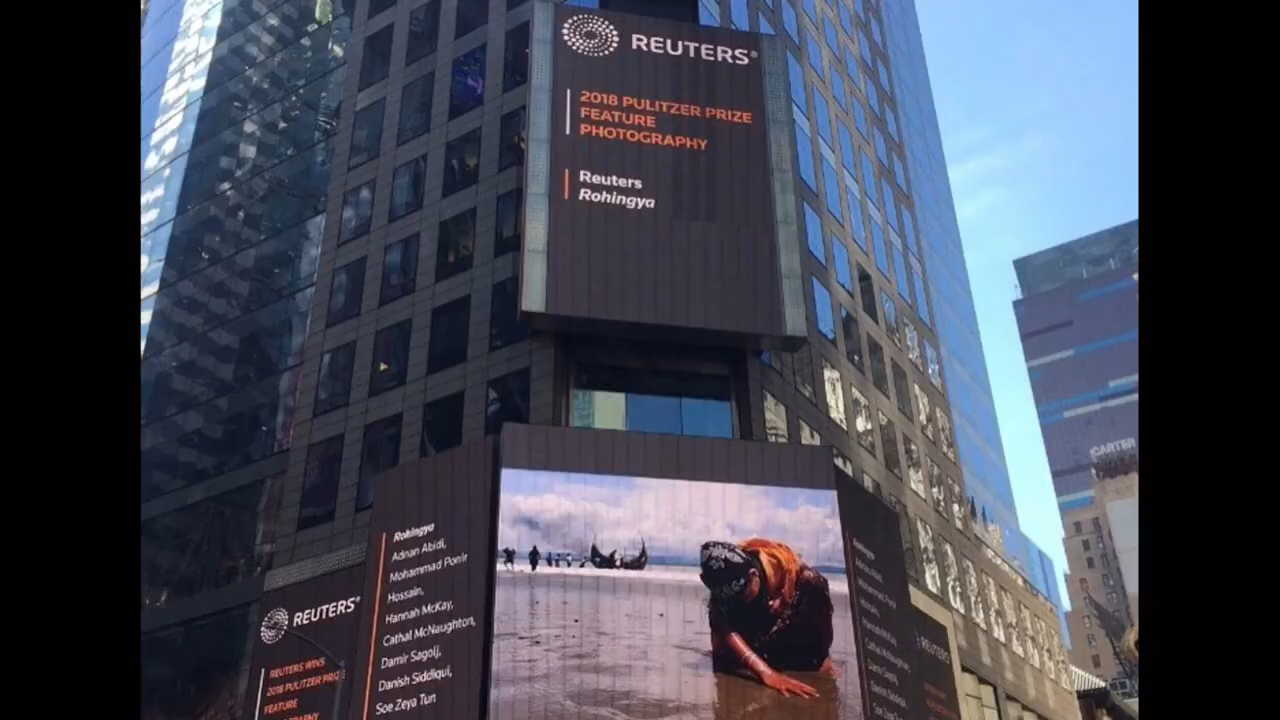 REUTERS
2018 PULITZER PRIZE
FEATURE
PHOTOGRAPHY
Reuters
Rohingya
Rohingya
Adnan Abidi,
Mohammad Ponir
Hossain,
Hannah McKay,
Cathal McNaughton,
Damir Sagolj,
Danish Siddiqui,
Soe Zeya Tun
REUTERS
REUTERS WINS
2018 PULITZER PRIZE
FEATURE
CARTER